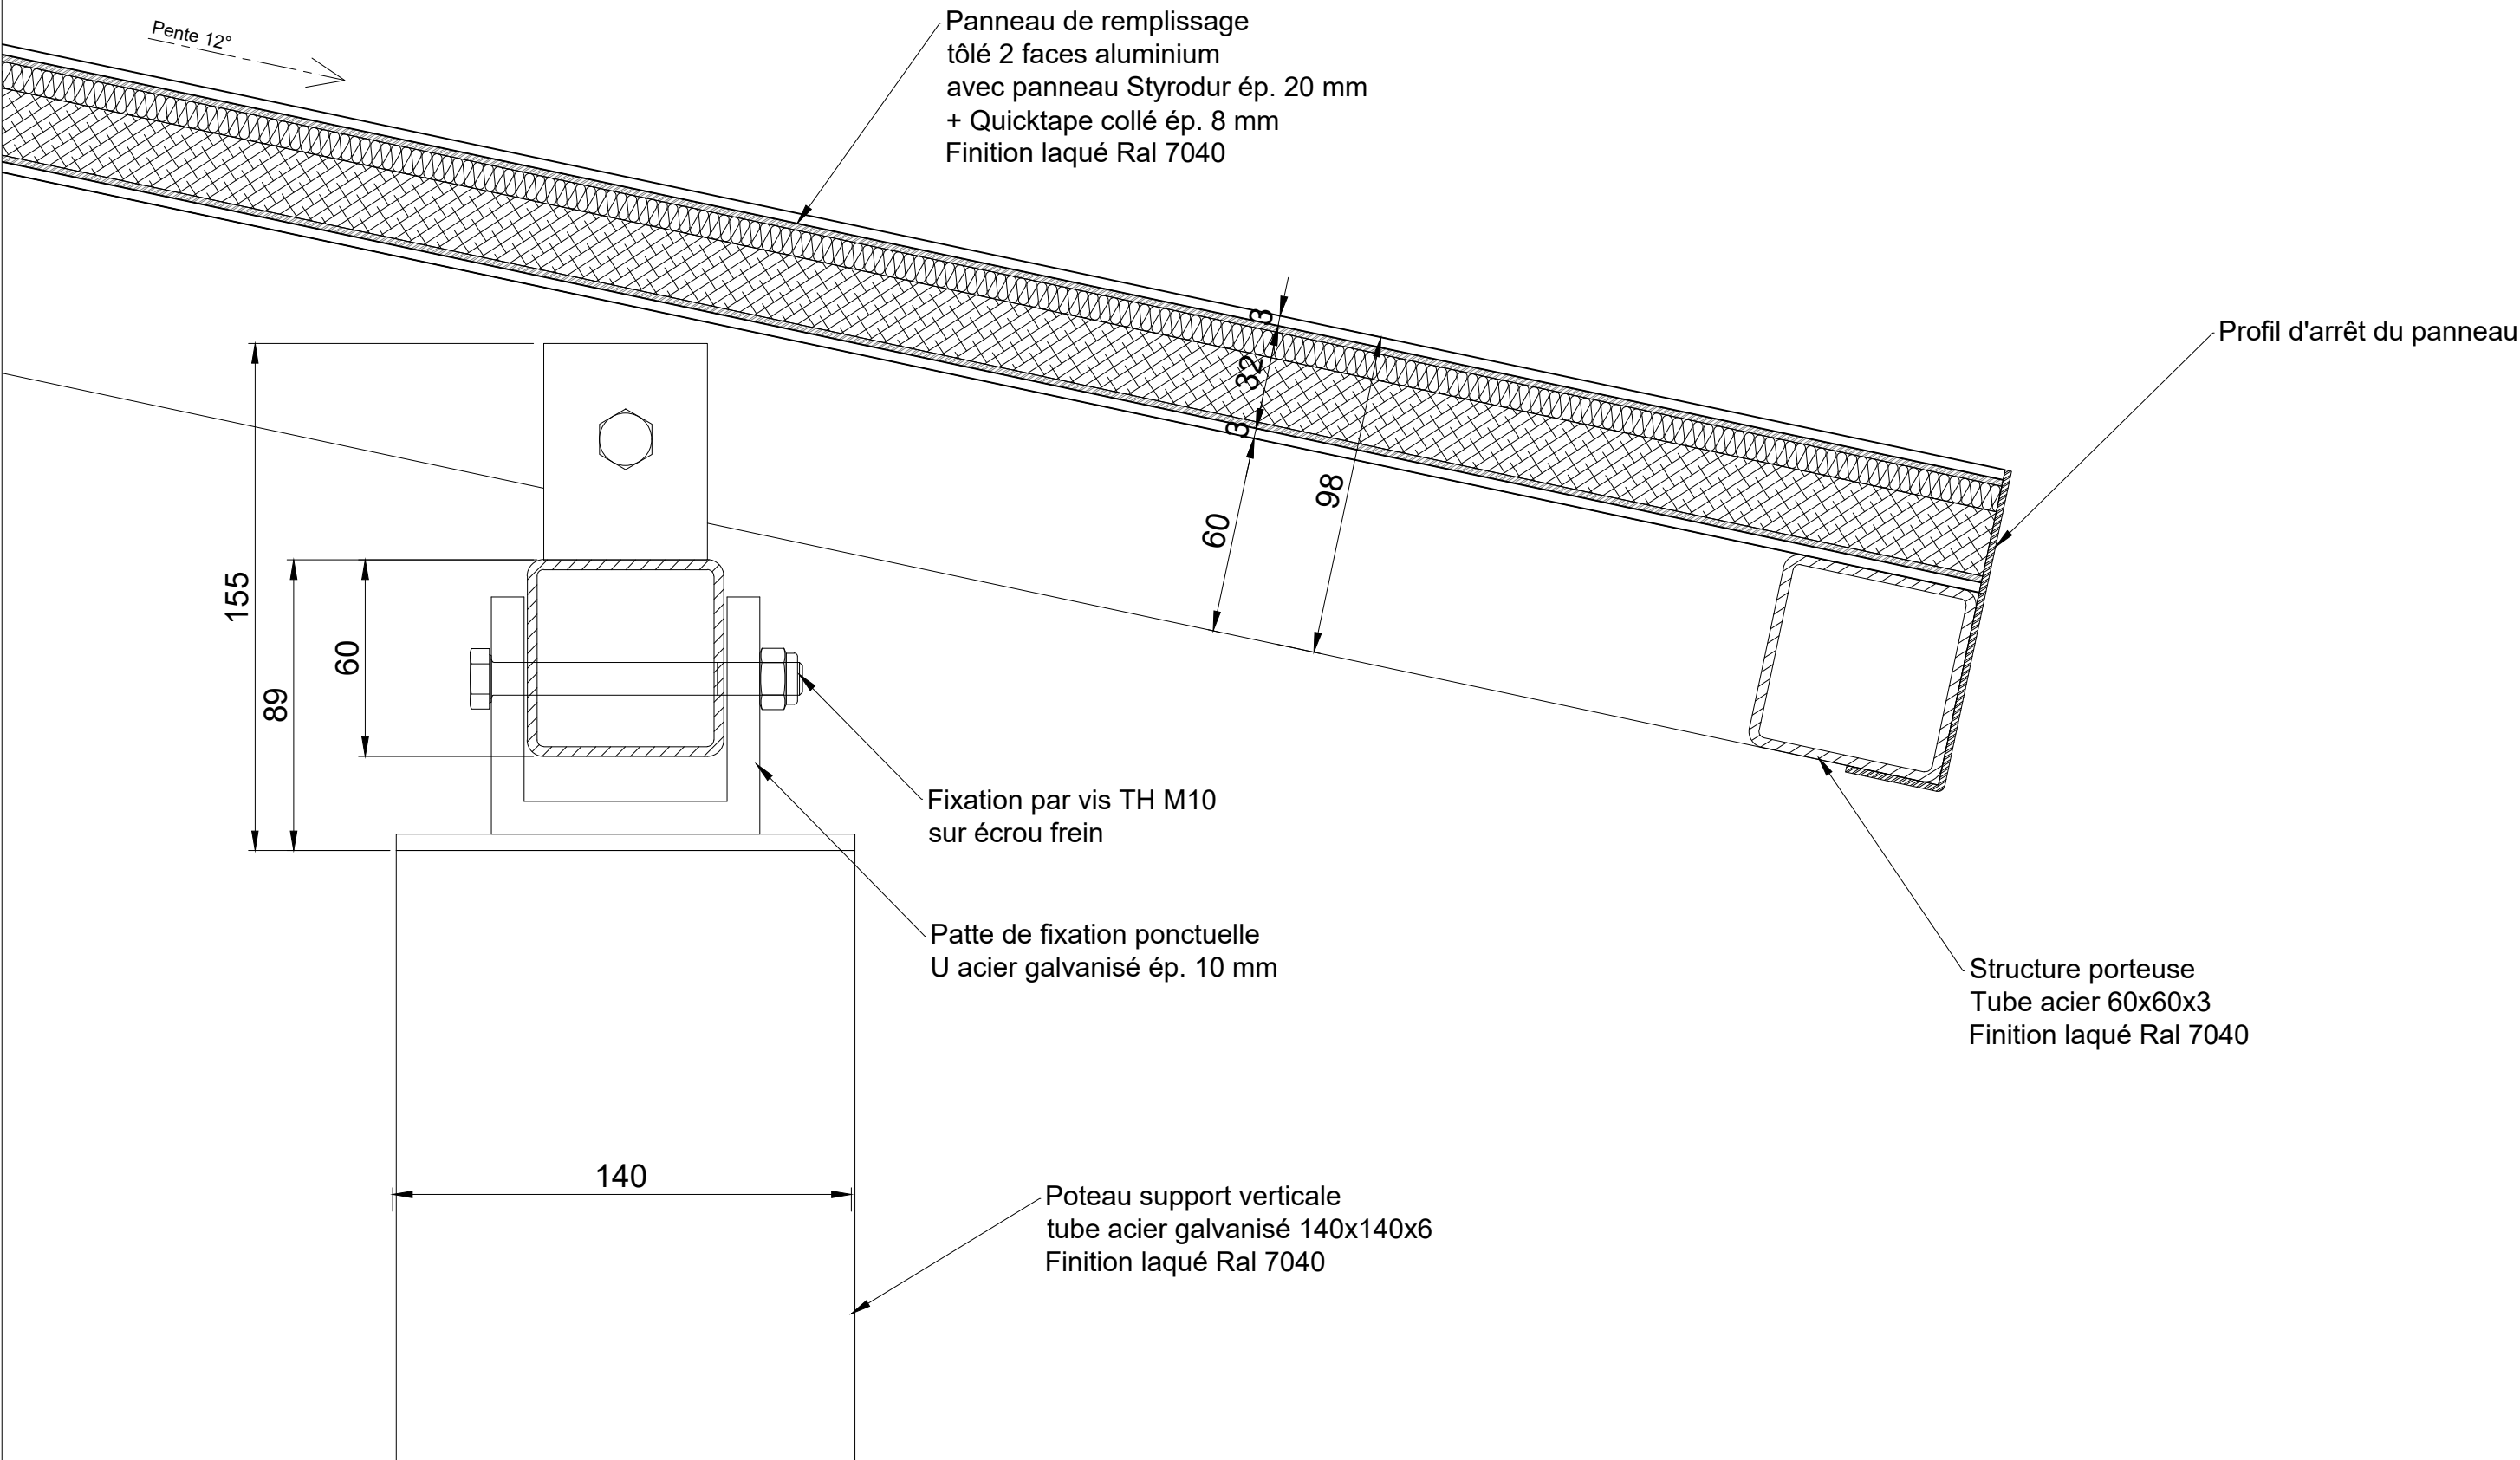 Pente 12°
Panneau de remplissage
tôlé 2 faces aluminium
avec panneau Styrodur ép. 20 mm
+ Quicktape collé ép. 8 mm
Finition laqué Ral 7040
3
32
3
60
98
Profil d'arrêt du panneau
155
89
60
Fixation par vis TH M10
sur écrou frein
Patte de fixation ponctuelle
U acier galvanisé ép. 10 mm
Structure porteuse
Tube acier 60x60x3
Finition laqué Ral 7040
140
Poteau support verticale
tube acier galvanisé 140x140x6
Finition laqué Ral 7040